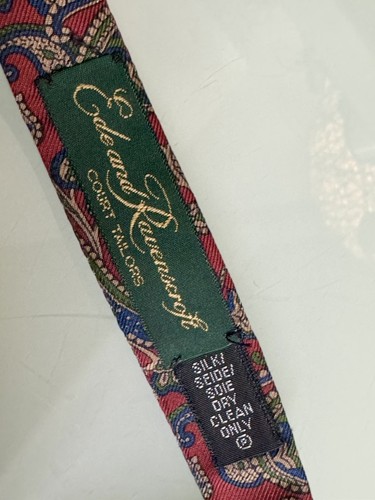 Ede and Ravenscroft
COURT TAILORS
SILK/
SEIDE/
SOIE
DRY
CLEAN
ONLY
Ⓟ